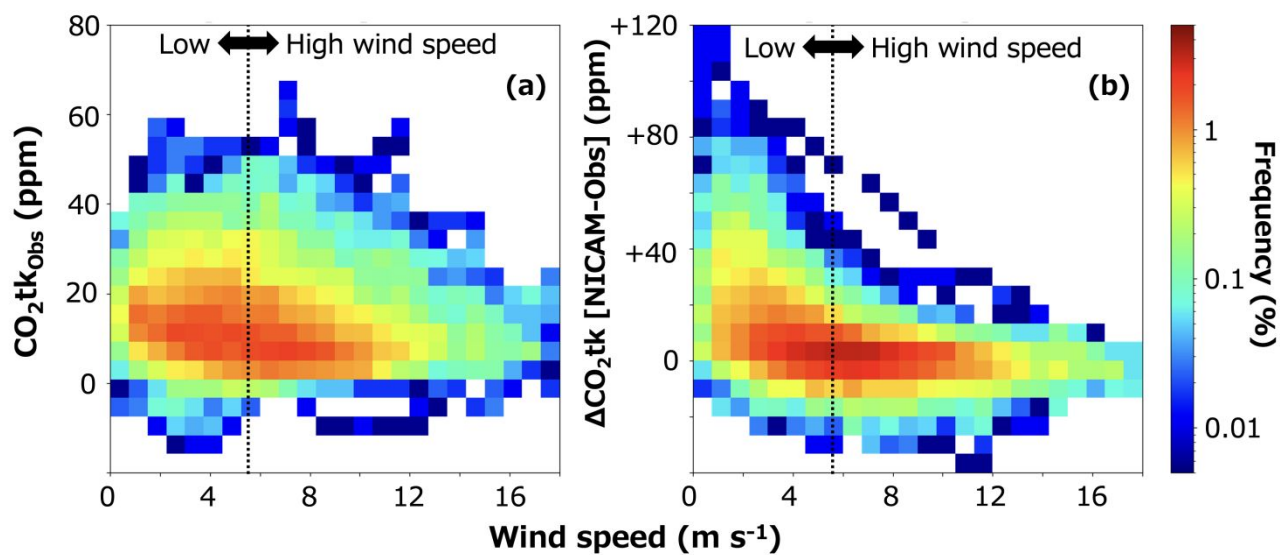 80
60
40
20
0
CO₂tk_Obs (ppm)
Low High wind speed
(a)
0 4 8 12 16
+120
+80
+40
0
ΔCO₂tk [NICAM-Obs] (ppm)
Low High wind speed
(b)
0 4 8 12 16
Wind speed (m s⁻¹)
1
0.1
0.01
Frequency (%)